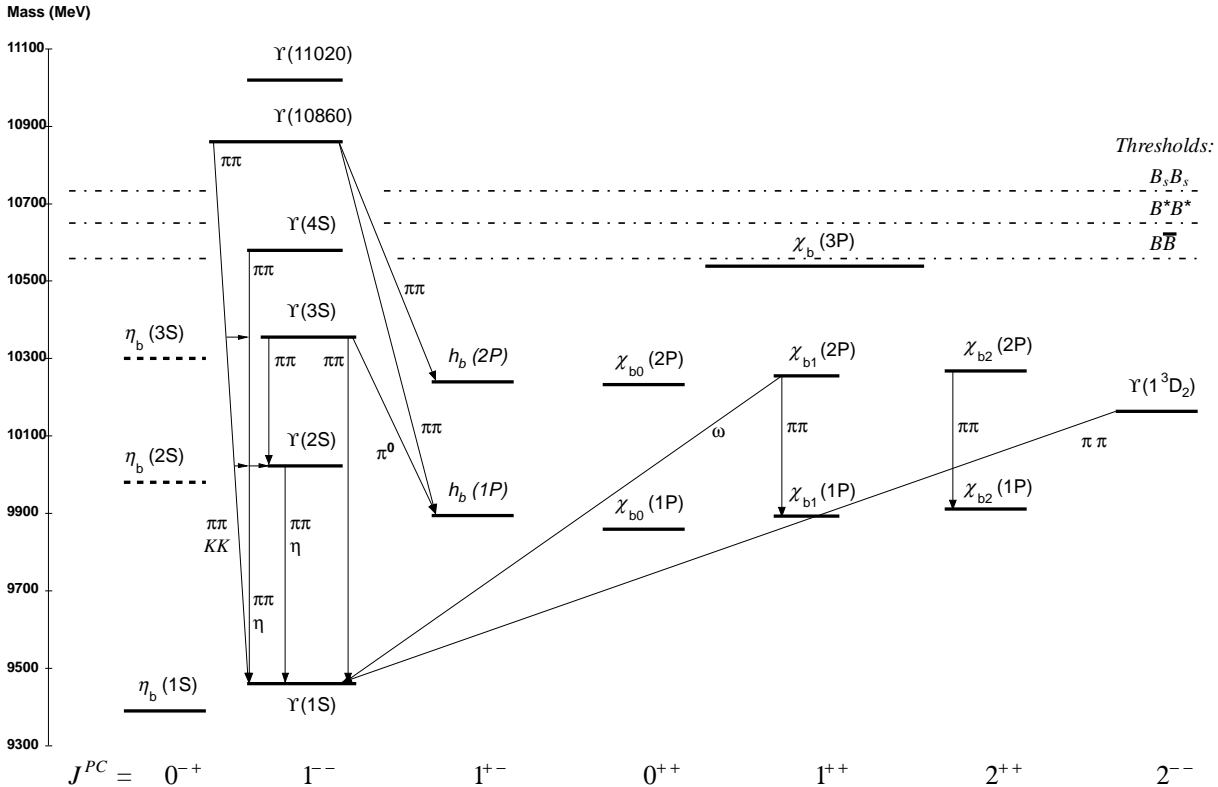 Mass (MeV)
11100
ϒ(11020)
ϒ(10860)
10900
ππ
Thresholds:
BsBs
10700
B*B*
ϒ(4S)
BB̅
χb (3P)
10500
ππ
ππ
ϒ(3S)
ηb (3S)
10300
ππ
ππ
hb (2P)
χb0 (2P)
χb1 (2P)
χb2 (2P)
ϒ(1³D₂)
10100
ϒ(2S)
ππ
ω
ππ
ππ
π π
ηb (2S)
π⁰
hb (1P)
χb0 (1P)
χb1 (1P)
χb2 (1P)
9900
ππ
KK
ππ
η
9700
ππ
η
9500
ηb (1S)
ϒ(1S)
9300
J^PC = 0⁻⁺ 1⁻⁻ 1⁺⁻ 0⁺⁺ 1⁺⁺ 2⁺⁺ 2⁻⁻